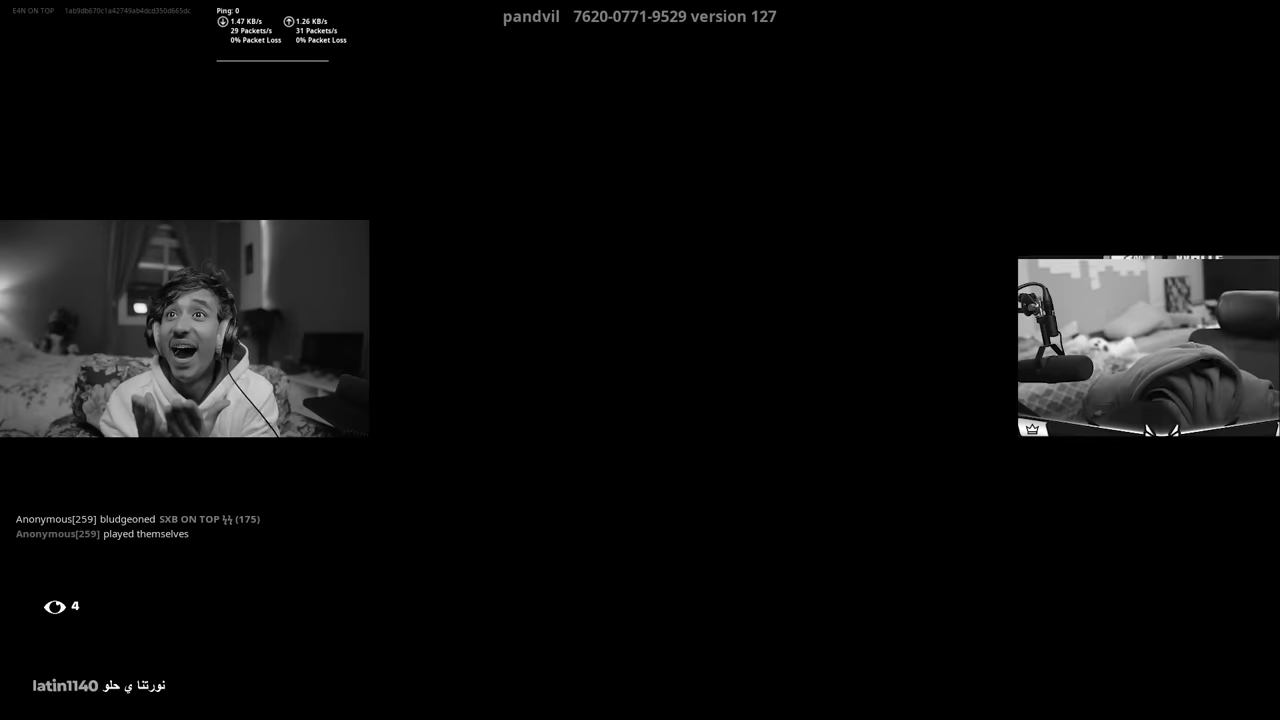 E4N ON TOP 1ab9db670c1a42749ab4dcd350d665dc
Ping: 0
1.47 KB/s 1.26 KB/s
29 Packets/s 31 Packets/s
0% Packet Loss 0% Packet Loss
pandvil 7620-0771-9529 version 127
Anonymous[259] bludgeoned SXB ON TOP (175)
Anonymous[259] played themselves
4
latin1140 نورتنا ي حلو